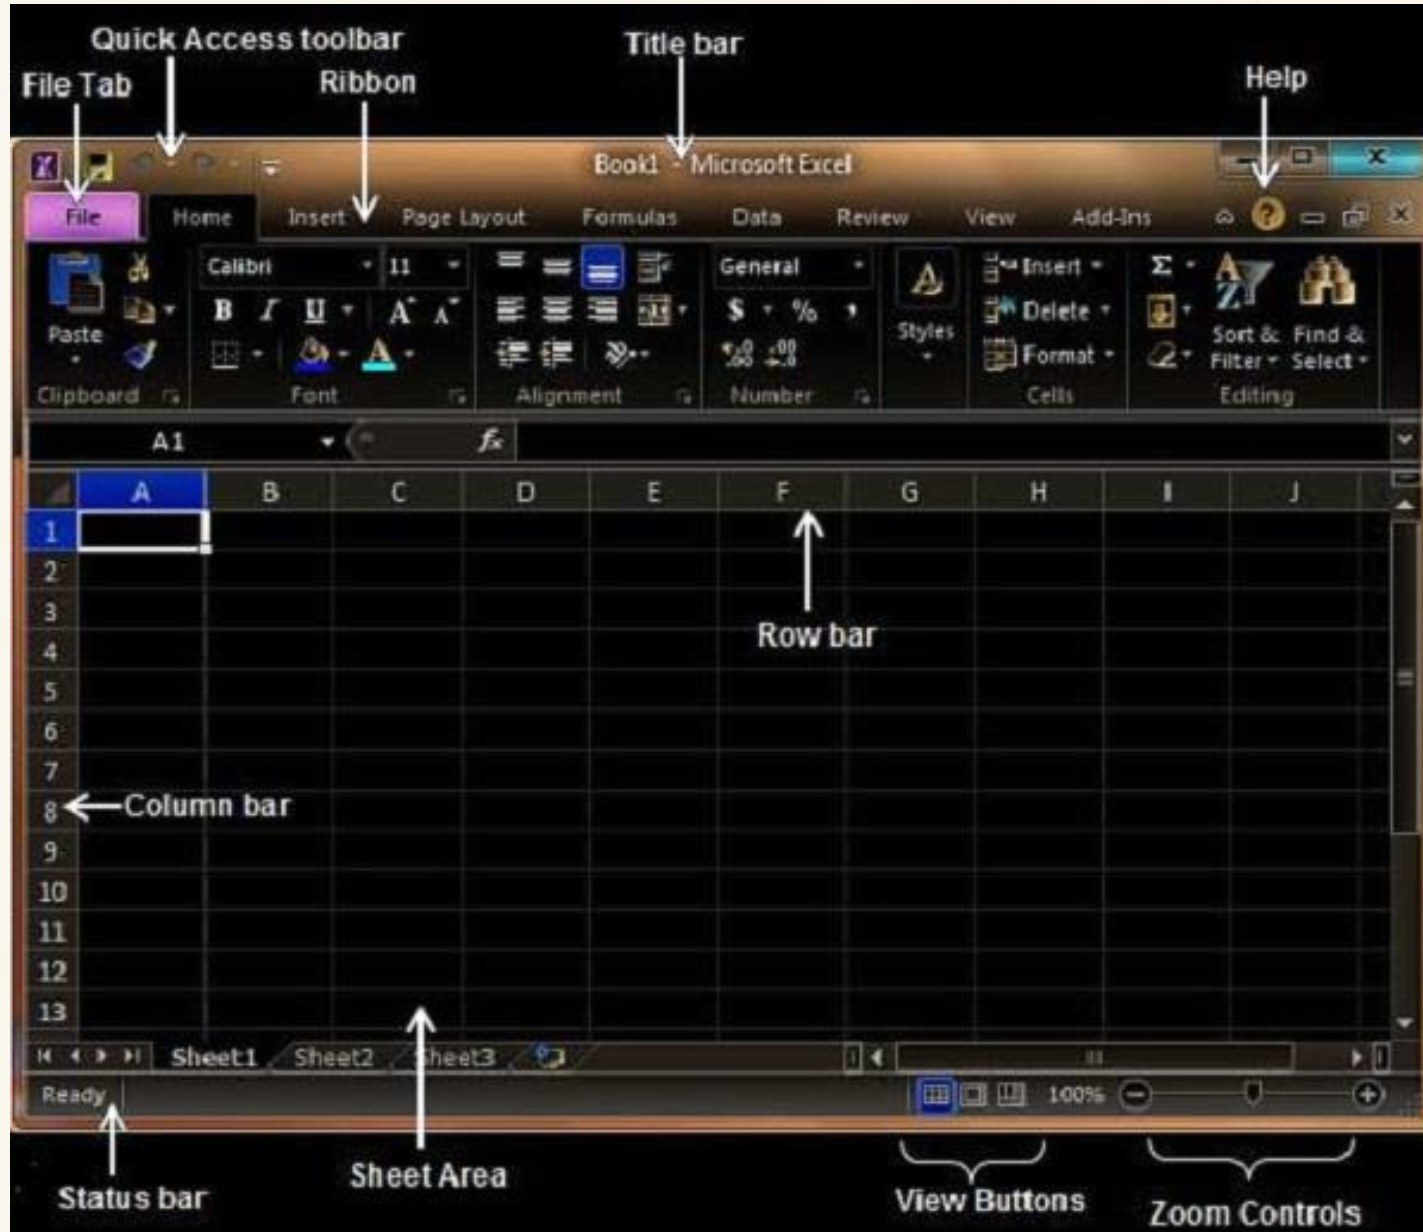 Quick Access toolbar
Title bar
File Tab
Ribbon
Help
Book1 - Microsoft Excel
File Home Insert Page Layout Formulas Data Review View Add-Ins
Calibri 11 General Insert
B I U A A $ % , Styles Delete
Paste Sort & Find &
Format Filter Select
Clipboard Font Alignment Number Cells Editing
A1 fx
A B C D E F G H I J
1
2
3
Row bar
4
5
6
7
8 Column bar
9
10
11
12
13
Sheet1 Sheet2 Sheet3
Ready 100%
Sheet Area
Status bar
View Buttons
Zoom Controls